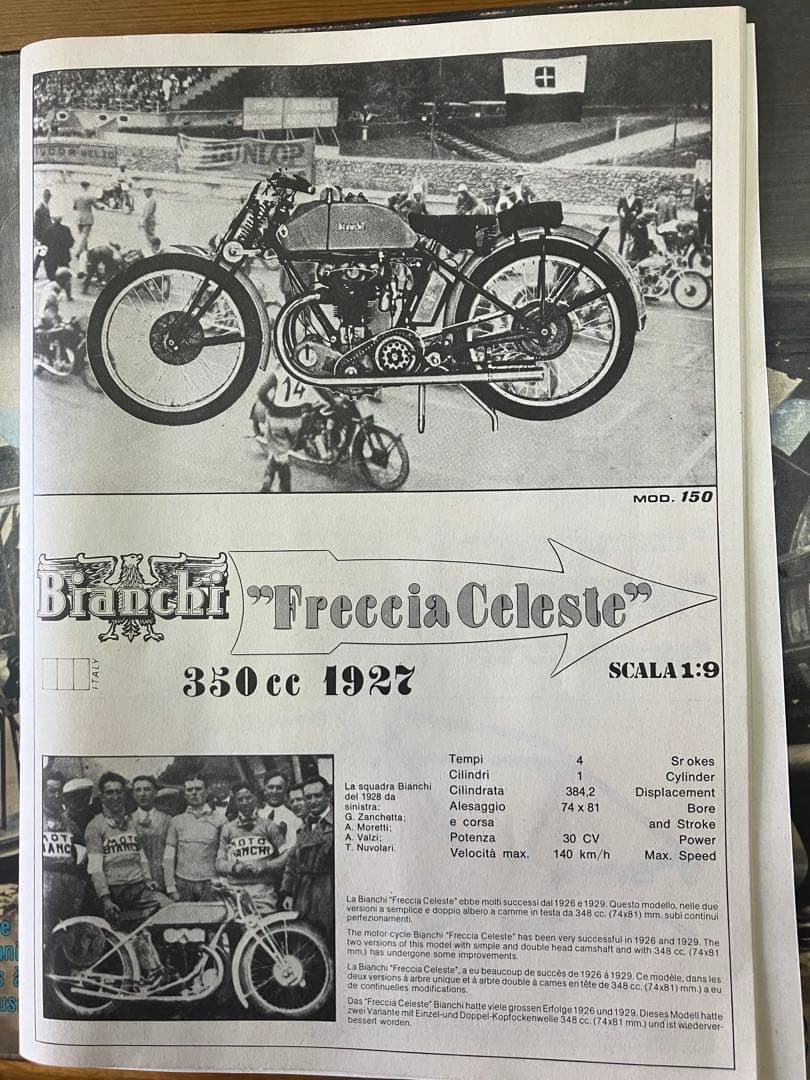 DUNLOP
Bianchi
14
MOD. 150
Bianchi "Freccia Celeste"
ITALY
350 cc 1927
SCALA 1:9
MOTO
BIANCHI
MOTO
BIANCHI
La squadra Bianchi
del 1928 da
sinistra:
G. Zanchetta;
A. Moretti;
A. Valzi;
T. Nuvolari.
Tempi 4 Sr okes
Cilindri 1 Cylinder
Cilindrata 384,2 Displacement
Alesaggio 74 x 81 Bore
e corsa and Stroke
Potenza 30 CV Power
Velocità max. 140 km/h Max. Speed
La Bianchi "Freccia Celeste" ebbe molti successi dal 1926 e 1929. Questo modello, nelle due
versioni a semplice e doppio albero a camme in testa da 348 cc. (74x81) mm. subì continui
perfezionamenti.
The motor-cycle Bianchi "Freccia Celeste" has been very successful in 1926 and 1929. The
two versions of this model with simple and double head camshaft and with 348 cc. (74x81
mm.) has undergone some improvements.
La Bianchi "Freccia Celeste", a eu beaucoup de succès de 1926 à 1929. Ce modèle, dans les
deux versions à arbre unique et à arbre double à cames en tête de 348 cc. (74x81) mm.) a eu
de continuelles modifications.
Das "Freccia Celeste" Bianchi hatte viele grossen Erfolge 1926 und 1929. Dieses Modell hatte
zwei Variante mit Einzel-und Doppel-Kopfockenwelle 348 cc. (74x81 mm.) und ist wiederver-
bessert worden.